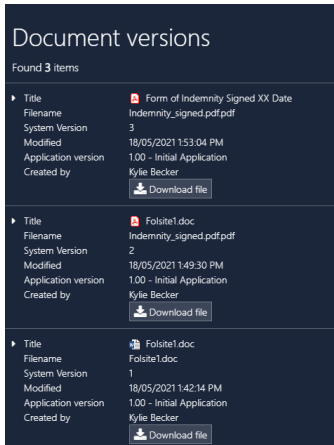 Document versions
Found 3 items
Title Form of Indemnity Signed XX Date
Filename Indemnity_signed.pdf.pdf
System Version 3
Modified 18/05/2021 1:53:04 PM
Application version 1.00 - Initial Application
Created by Kylie Becker
Download file
Title Folsite1.doc
Filename Indemnity_signed.pdf.pdf
System Version 2
Modified 18/05/2021 1:49:30 PM
Application version 1.00 - Initial Application
Created by Kylie Becker
Download file
Title Folsite1.doc
Filename Folsite1.doc
System Version 1
Modified 18/05/2021 1:42:14 PM
Application version 1.00 - Initial Application
Created by Kylie Becker
Download file